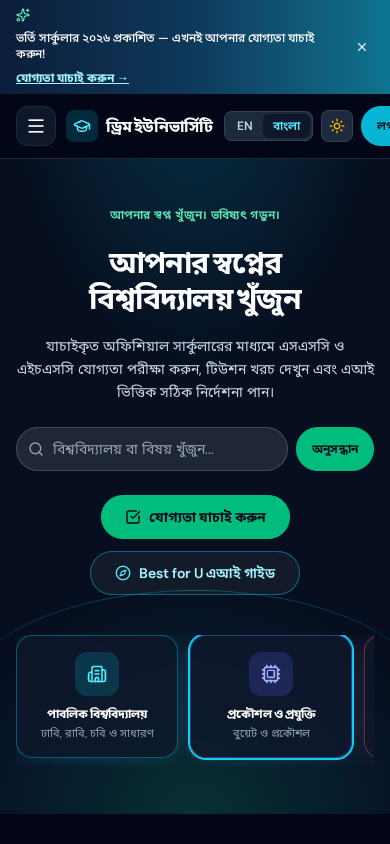 ভর্তি সার্কুলার ২০২৬ প্রকাশিত — এখনই আপনার যোগ্যতা যাচাই
করুন!
যোগ্যতা যাচাই করুন →
ড্রিম ইউনিভার্সিটি
EN
বাংলা
আপনার স্বপ্ন খুঁজুন। ভবিষ্যৎ গড়ুন।
আপনার স্বপ্নের
বিশ্ববিদ্যালয় খুঁজুন
যাচাইকৃত অফিশিয়াল সার্কুলারের মাধ্যমে এসএসসি ও
এইচএসসি যোগ্যতা পরীক্ষা করুন, টিউশন খরচ দেখুন এবং এআই
ভিত্তিক সঠিক নির্দেশনা পান।
বিশ্ববিদ্যালয় বা বিষয় খুঁজুন...
অনুসন্ধান
যোগ্যতা যাচাই করুন
Best for U এআই গাইড
পাবলিক বিশ্ববিদ্যালয়
ঢাবি, রাবি, চবি ও সাধারণ
প্রকৌশল ও প্রযুক্তি
বুয়েট ও প্রকৌশল